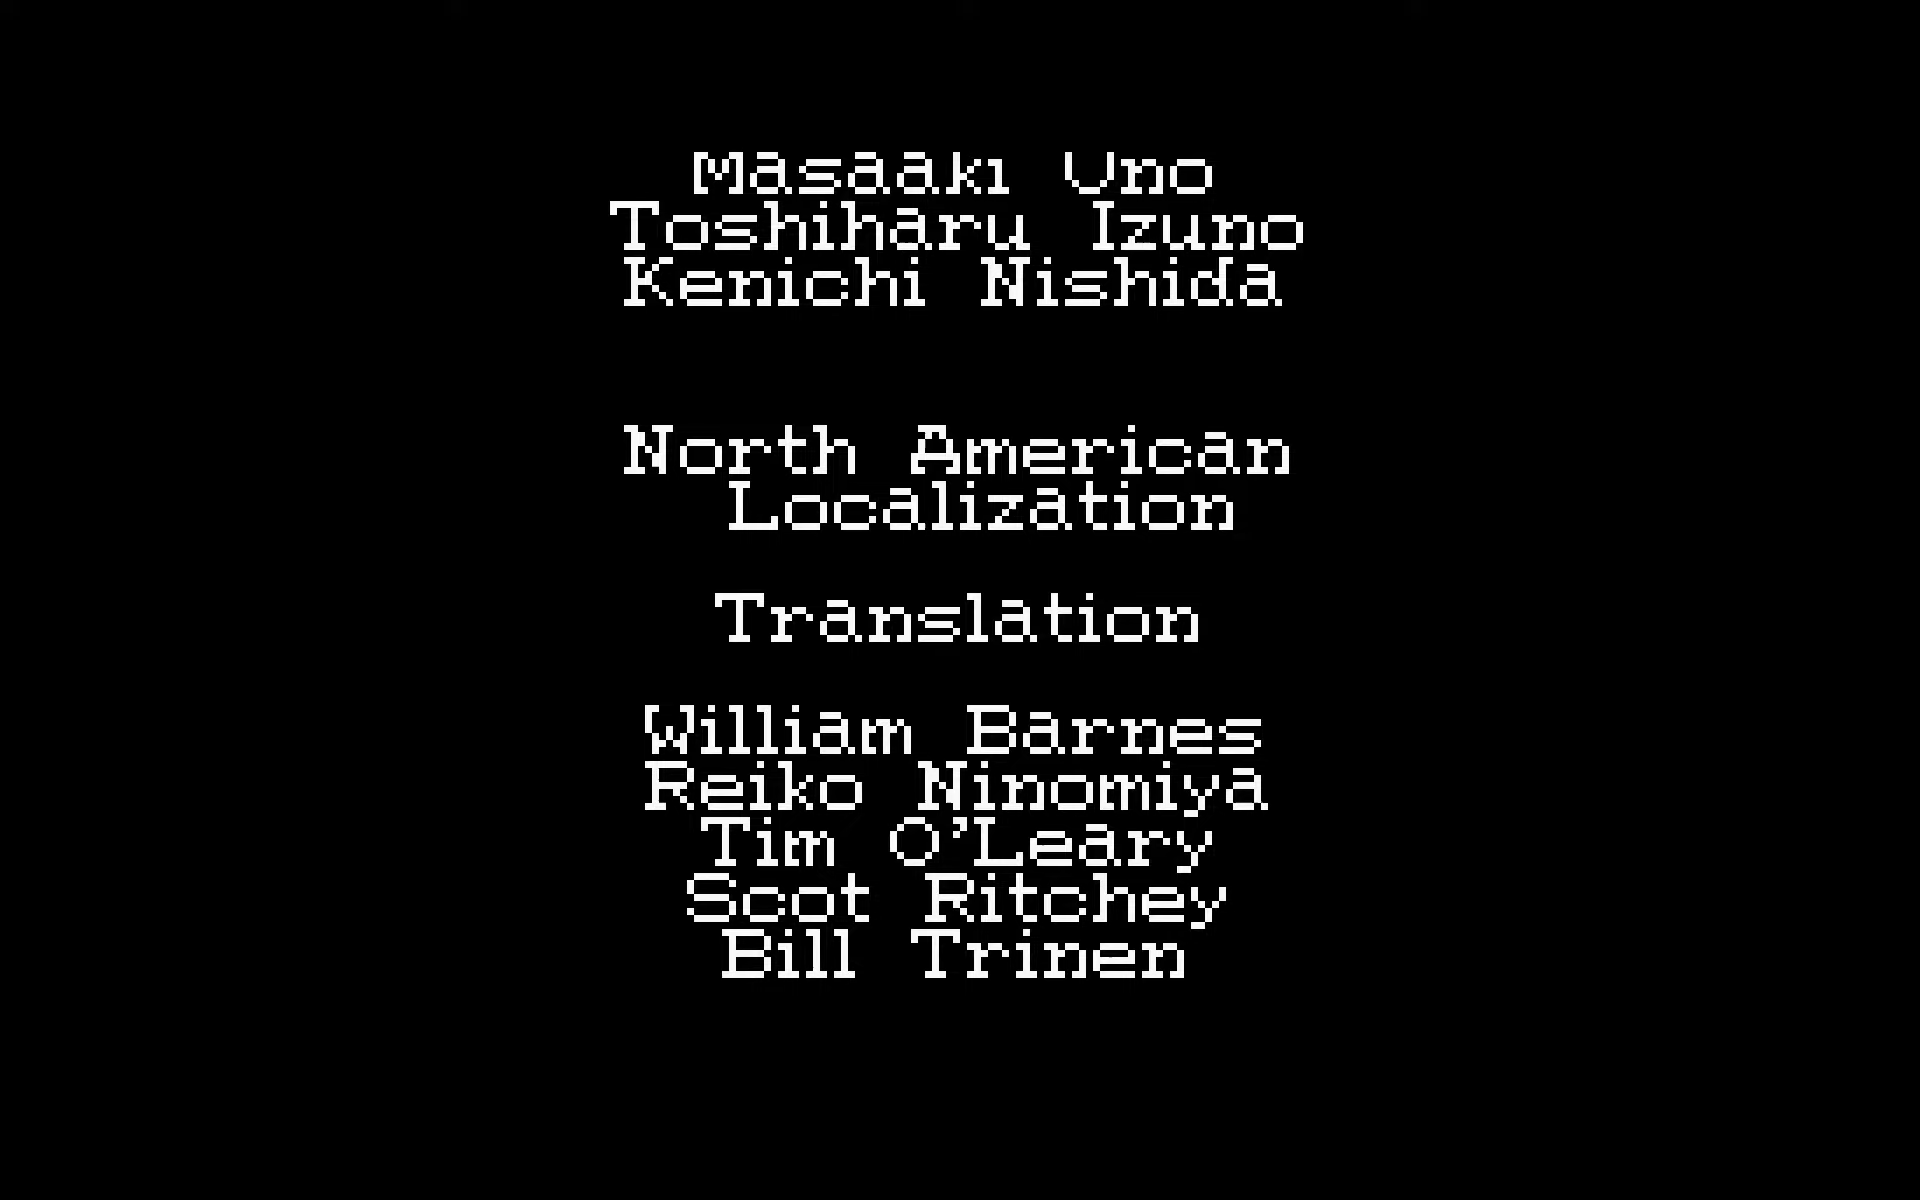 Masaaki Uno
Toshiharu Izuno
Kenichi Nishida
North American
Localization
Translation
William Barnes
Reiko Ninomiya
Tim O'Leary
Scot Ritchey
Bill Trinen